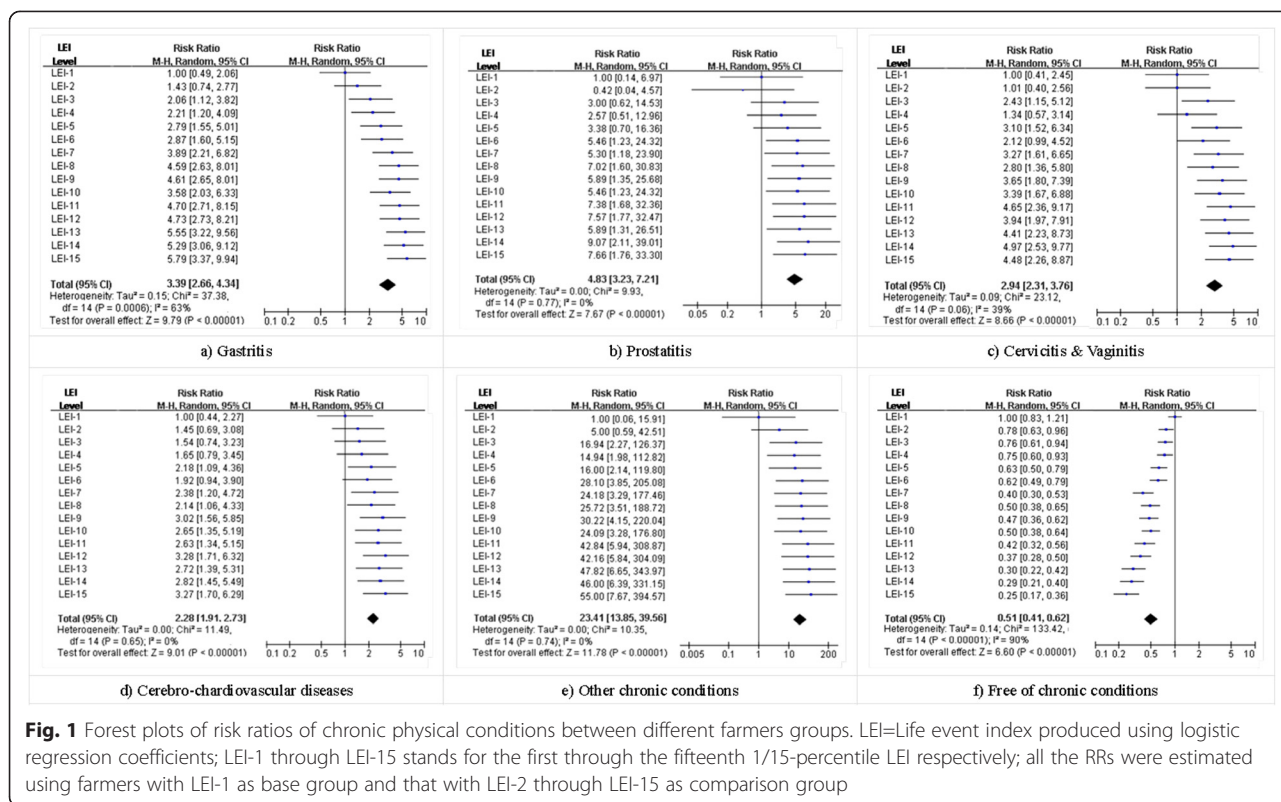 LEI Risk Ratio
Level M-H, Random, 95% CI M-H, Random, 95% CI
LEI-1 1.00 [0.49, 2.06]
LEI-2 1.43 [0.74, 2.77]
LEI-3 2.06 [1.12, 3.82]
LEI-4 2.21 [1.20, 4.09]
LEI-5 2.79 [1.55, 5.01]
LEI-6 2.87 [1.60, 5.15]
LEI-7 3.89 [2.21, 6.82]
LEI-8 4.59 [2.63, 8.01]
LEI-9 4.61 [2.65, 8.01]
LEI-10 3.58 [2.03, 6.33]
LEI-11 4.70 [2.71, 8.15]
LEI-12 4.73 [2.73, 8.21]
LEI-13 5.55 [3.22, 9.56]
LEI-14 5.29 [3.06, 9.12]
LEI-15 5.79 [3.37, 9.94]
Total (95% CI) 3.39 [2.66, 4.34]
Heterogeneity: Tau² = 0.15; Chi² = 37.38,
df = 14 (P = 0.0006); I² = 63%
Test for overall effect: Z = 9.79 (P < 0.00001)
0.1 0.2 1 2 5 10
a) Gastritis
LEI Risk Ratio Risk Ratio
Level M-H, Random, 95% CI M-H, Random, 95% CI
LEI-1 1.00 [0.14, 6.97]
LEI-2 0.42 [0.04, 4.57]
LEI-3 3.00 [0.62, 14.53]
LEI-4 2.57 [0.51, 12.96]
LEI-5 3.38 [0.70, 16.36]
LEI-6 5.46 [1.23, 24.32]
LEI-7 5.30 [1.18, 23.90]
LEI-8 7.02 [1.60, 30.83]
LEI-9 5.89 [1.35, 25.68]
LEI-10 5.46 [1.23, 24.32]
LEI-11 7.38 [1.68, 32.36]
LEI-12 7.57 [1.77, 32.47]
LEI-13 5.89 [1.31, 26.51]
LEI-14 9.07 [2.11, 39.01]
LEI-15 7.66 [1.76, 33.30]
Total (95% CI) 4.83 [3.23, 7.21]
Heterogeneity: Tau² = 0.00; Chi² = 9.93,
df = 14 (P = 0.77); I² = 0%
Test for overall effect: Z = 7.67 (P < 0.00001)
0.05 0.2 1 5 20
b) Prostatitis
LEI Risk Ratio Risk Ratio
Level M-H, Random, 95% CI M-H, Random, 95% CI
LEI-1 1.00 [0.41, 2.45]
LEI-2 1.01 [0.40, 2.56]
LEI-3 2.43 [1.15, 5.12]
LEI-4 1.34 [0.57, 3.14]
LEI-5 3.10 [1.52, 6.34]
LEI-6 2.12 [0.99, 4.52]
LEI-7 3.27 [1.61, 6.65]
LEI-8 2.80 [1.36, 5.80]
LEI-9 3.65 [1.80, 7.39]
LEI-10 3.39 [1.67, 6.88]
LEI-11 4.65 [2.36, 9.17]
LEI-12 3.94 [1.97, 7.91]
LEI-13 4.41 [2.23, 8.73]
LEI-14 4.97 [2.53, 9.77]
LEI-15 4.48 [2.26, 8.87]
Total (95% CI) 2.94 [2.31, 3.76]
Heterogeneity: Tau² = 0.09; Chi² = 23.12,
df = 14 (P = 0.06); I² = 39%
Test for overall effect: Z = 8.66 (P < 0.00001)
0.1 0.2 0.5 1 2 5 10
c) Cervicitis & Vaginitis
LEI Risk Ratio Risk Ratio
Level M-H, Random, 95% CI M-H, Random, 95% CI
LEI-1 1.00 [0.44, 2.27]
LEI-2 1.45 [0.69, 3.08]
LEI-3 1.54 [0.74, 3.23]
LEI-4 1.65 [0.79, 3.45]
LEI-5 2.18 [1.09, 4.36]
LEI-6 1.92 [0.94, 3.90]
LEI-7 2.38 [1.20, 4.72]
LEI-8 2.14 [1.06, 4.33]
LEI-9 3.02 [1.56, 5.85]
LEI-10 2.65 [1.35, 5.19]
LEI-11 2.63 [1.34, 5.15]
LEI-12 3.28 [1.71, 6.32]
LEI-13 2.72 [1.39, 5.31]
LEI-14 2.82 [1.45, 5.49]
LEI-15 3.27 [1.70, 6.29]
Total (95% CI) 2.28 [1.91, 2.73]
Heterogeneity: Tau² = 0.00; Chi² = 11.49,
df = 14 (P = 0.65); I² = 0%
Test for overall effect: Z = 9.01 (P < 0.00001)
0.1 0.2 0.5 1 2 5 10
d) Cerebro-chardiovascular diseases
LEI Risk Ratio Risk Ratio
Level M-H, Random, 95% CI M-H, Random, 95% CI
LEI-1 1.00 [0.06, 15.91]
LEI-2 5.00 [0.59, 42.51]
LEI-3 16.94 [2.27, 126.37]
LEI-4 14.94 [1.98, 112.82]
LEI-5 16.00 [2.14, 119.80]
LEI-6 28.10 [3.85, 205.08]
LEI-7 24.18 [3.29, 177.46]
LEI-8 25.72 [3.51, 188.72]
LEI-9 30.22 [4.15, 220.04]
LEI-10 24.09 [3.28, 176.80]
LEI-11 42.84 [5.94, 308.87]
LEI-12 42.16 [5.84, 304.09]
LEI-13 47.82 [6.65, 343.97]
LEI-14 46.00 [6.39, 331.15]
LEI-15 55.00 [7.67, 394.57]
Total (95% CI) 23.41 [13.85, 39.56]
Heterogeneity: Tau² = 0.00; Chi² = 10.35,
df = 14 (P = 0.74); I² = 0%
Test for overall effect: Z = 11.78 (P < 0.00001)
0.005 0.1 1 10 200
e) Other chronic conditions
LEI Risk Ratio Risk Ratio
Level M-H, Random, 95% CI M-H, Random, 95% CI
LEI-1 1.00 [0.83, 1.21]
LEI-2 0.78 [0.63, 0.96]
LEI-3 0.76 [0.61, 0.94]
LEI-4 0.75 [0.60, 0.93]
LEI-5 0.63 [0.50, 0.79]
LEI-6 0.62 [0.49, 0.79]
LEI-7 0.40 [0.30, 0.53]
LEI-8 0.50 [0.38, 0.65]
LEI-9 0.47 [0.36, 0.62]
LEI-10 0.50 [0.38, 0.64]
LEI-11 0.42 [0.32, 0.56]
LEI-12 0.37 [0.28, 0.50]
LEI-13 0.30 [0.22, 0.42]
LEI-14 0.29 [0.21, 0.40]
LEI-15 0.25 [0.17, 0.36]
Total (95% CI) 0.51 [0.41, 0.62]
Heterogeneity: Tau² = 0.14; Chi² = 133.42,
df = 14 (P < 0.00001); I² = 90%
Test for overall effect: Z = 6.60 (P < 0.00001)
0.1 0.2 0.5 1 2 5 10
f) Free of chronic conditions
Fig. 1 Forest plots of risk ratios of chronic physical conditions between different farmers groups. LEI=Life event index produced using logistic
regression coefficients; LEI-1 through LEI-15 stands for the first through the fifteenth 1/15-percentile LEI respectively; all the RRs were estimated
using farmers with LEI-1 as base group and that with LEI-2 through LEI-15 as comparison group